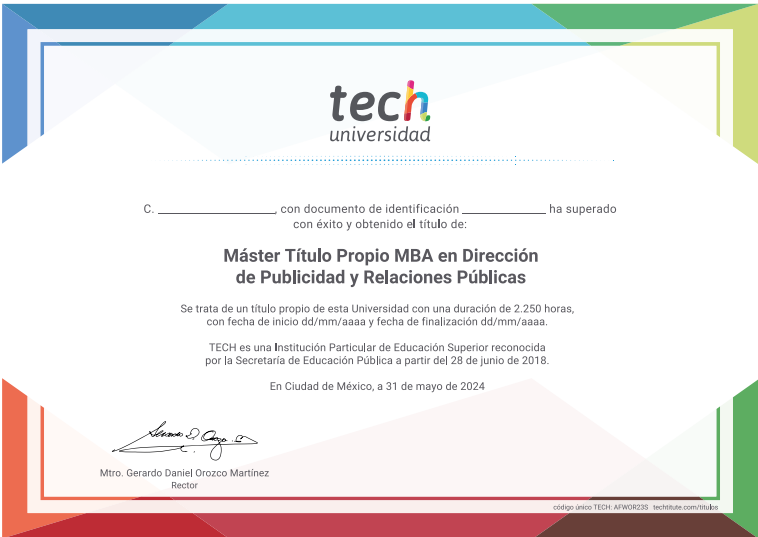 tech
universidad
C. ____________________, con documento de identificación ______________ ha superado
con éxito y obtenido el título de:
Máster Título Propio MBA en Dirección
de Publicidad y Relaciones Públicas
Se trata de un título propio de esta Universidad con una duración de 2.250 horas,
con fecha de inicio dd/mm/aaaa y fecha de finalización dd/mm/aaaa.
TECH es una Institución Particular de Educación Superior reconocida
por la Secretaría de Educación Pública a partir del 28 de junio de 2018.
En Ciudad de México, a 31 de mayo de 2024
Mtro. Gerardo Daniel Orozco Martínez
Rector
código único TECH: AFWOR23S techtitute.com/titulos